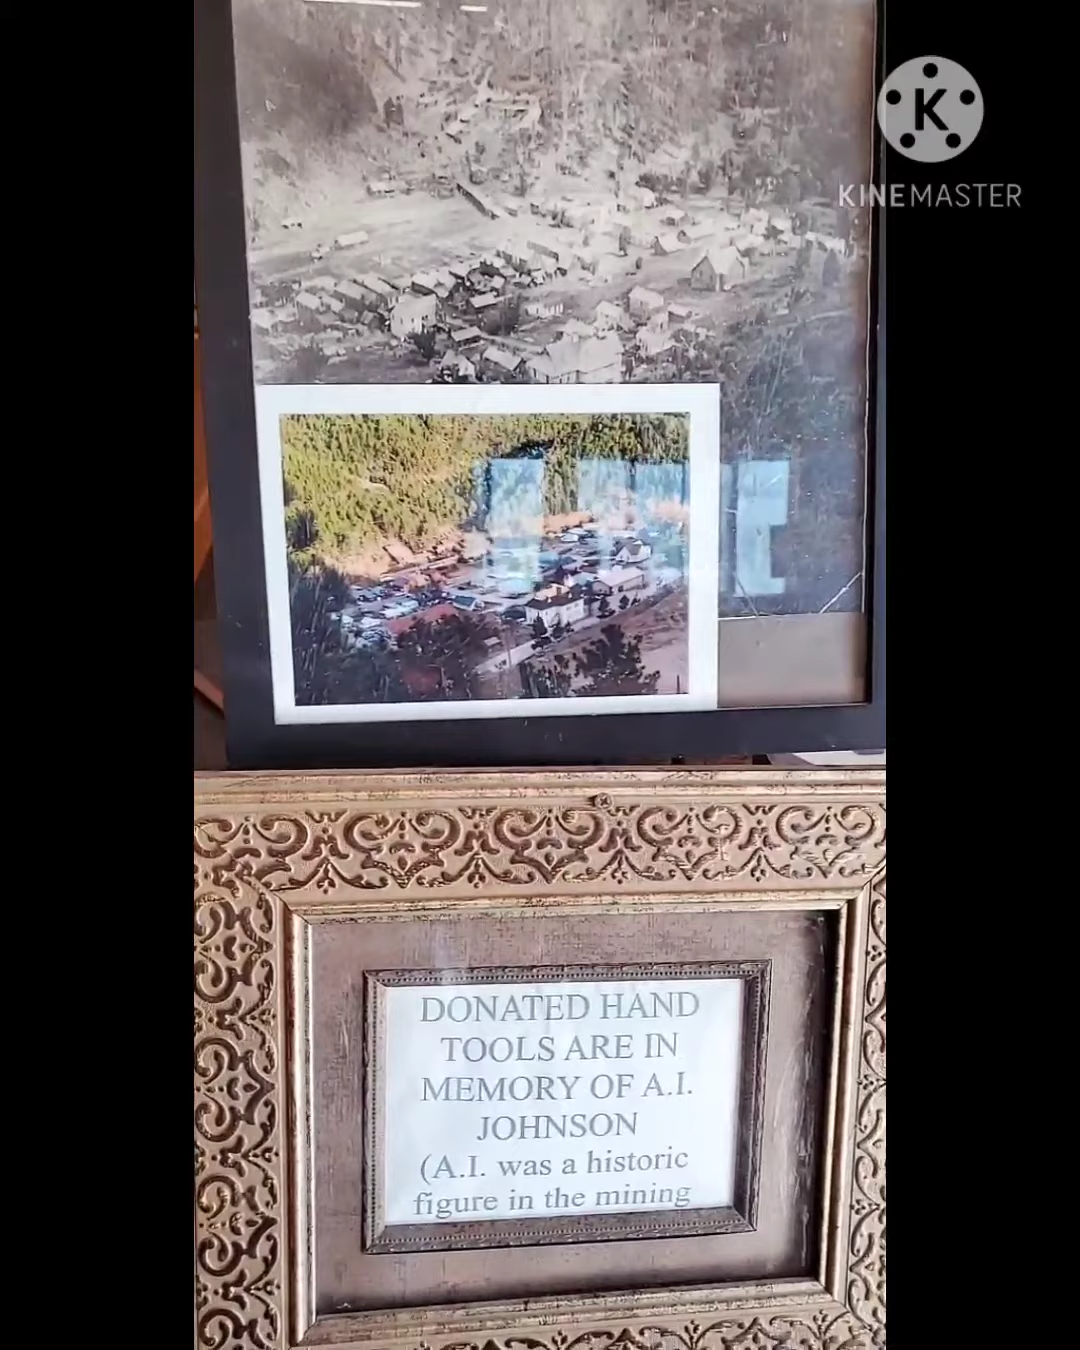 K
KINEMASTER
DONATED HAND
TOOLS ARE IN
MEMORY OF A.I.
JOHNSON
(A.I. was a historic
figure in the mining